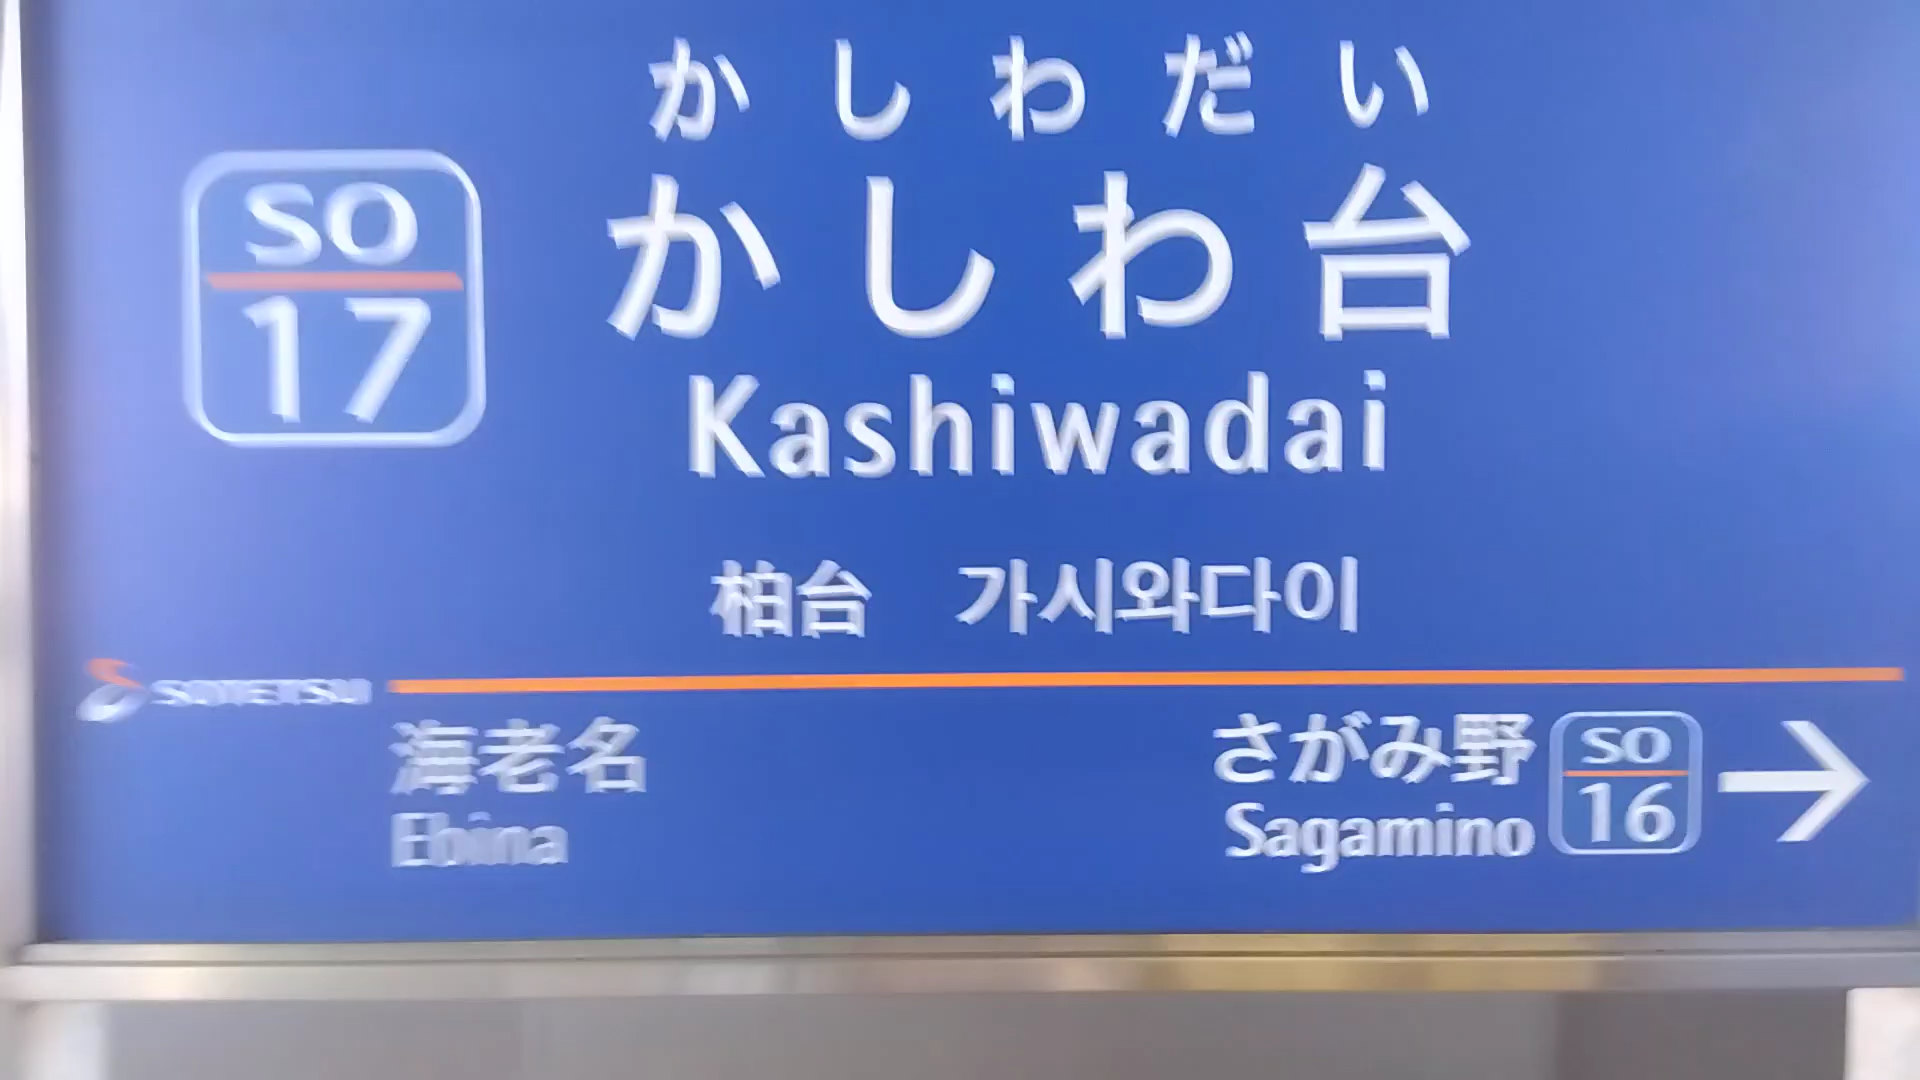 かしわだい
SO
17
かしわ台
Kashiwadai
柏台 가시와다이
SOTETSU
海老名
Ebina
さがみ野
Sagamino
SO
16